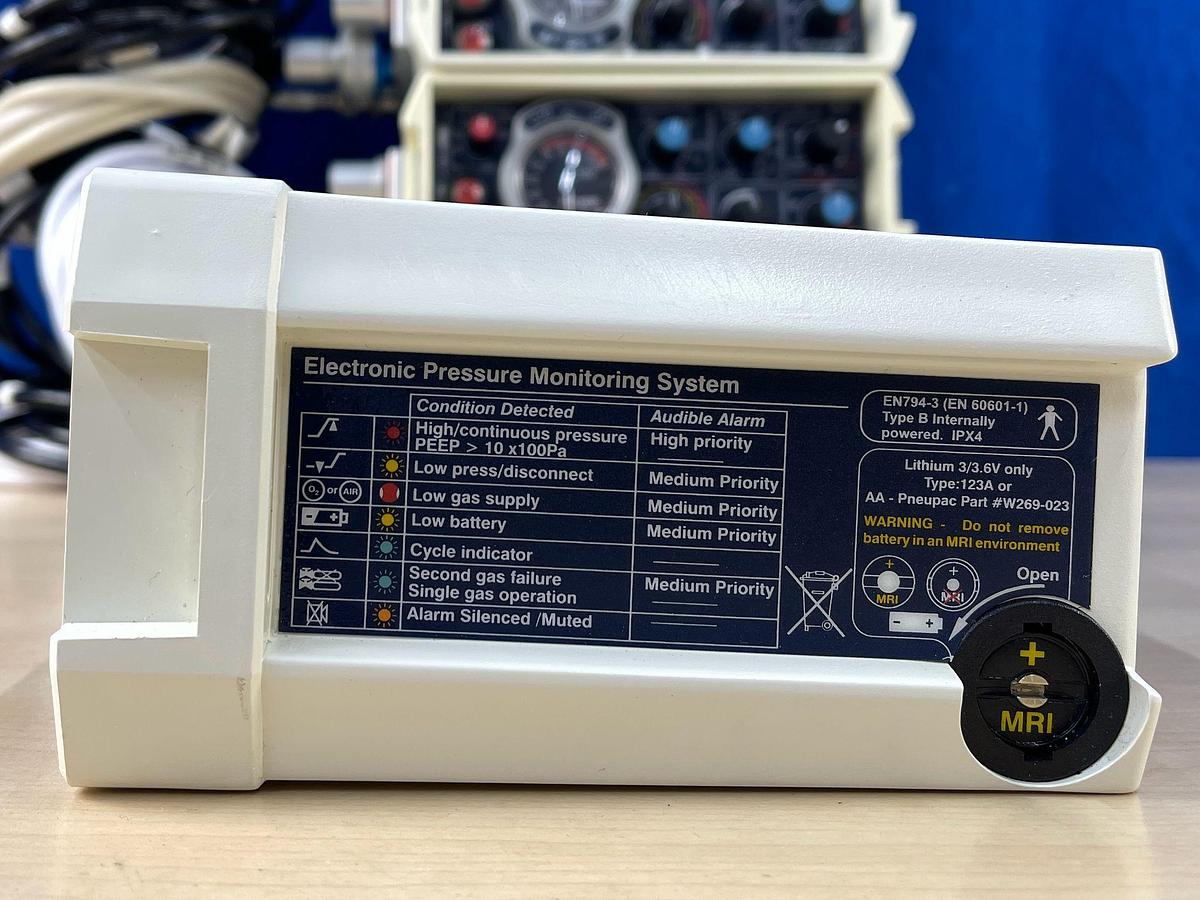 Electronic Pressure Monitoring System
Condition Detected Audible Alarm
High/continuous pressure High priority
PEEP > 10 x100Pa
Low press/disconnect Medium Priority
O₂ or AIR Low gas supply Medium Priority
Low battery Medium Priority
Cycle indicator
Second gas failure Medium Priority
Single gas operation
Alarm Silenced /Muted
EN794-3 (EN 60601-1)
Type B Internally
powered. IPX4
Lithium 3/3.6V only
Type:123A or
AA - Pneupac Part #W269-023
WARNING - Do not remove
battery in an MRI environment
+ +
MRI MRI
Open
- +
+
MRI